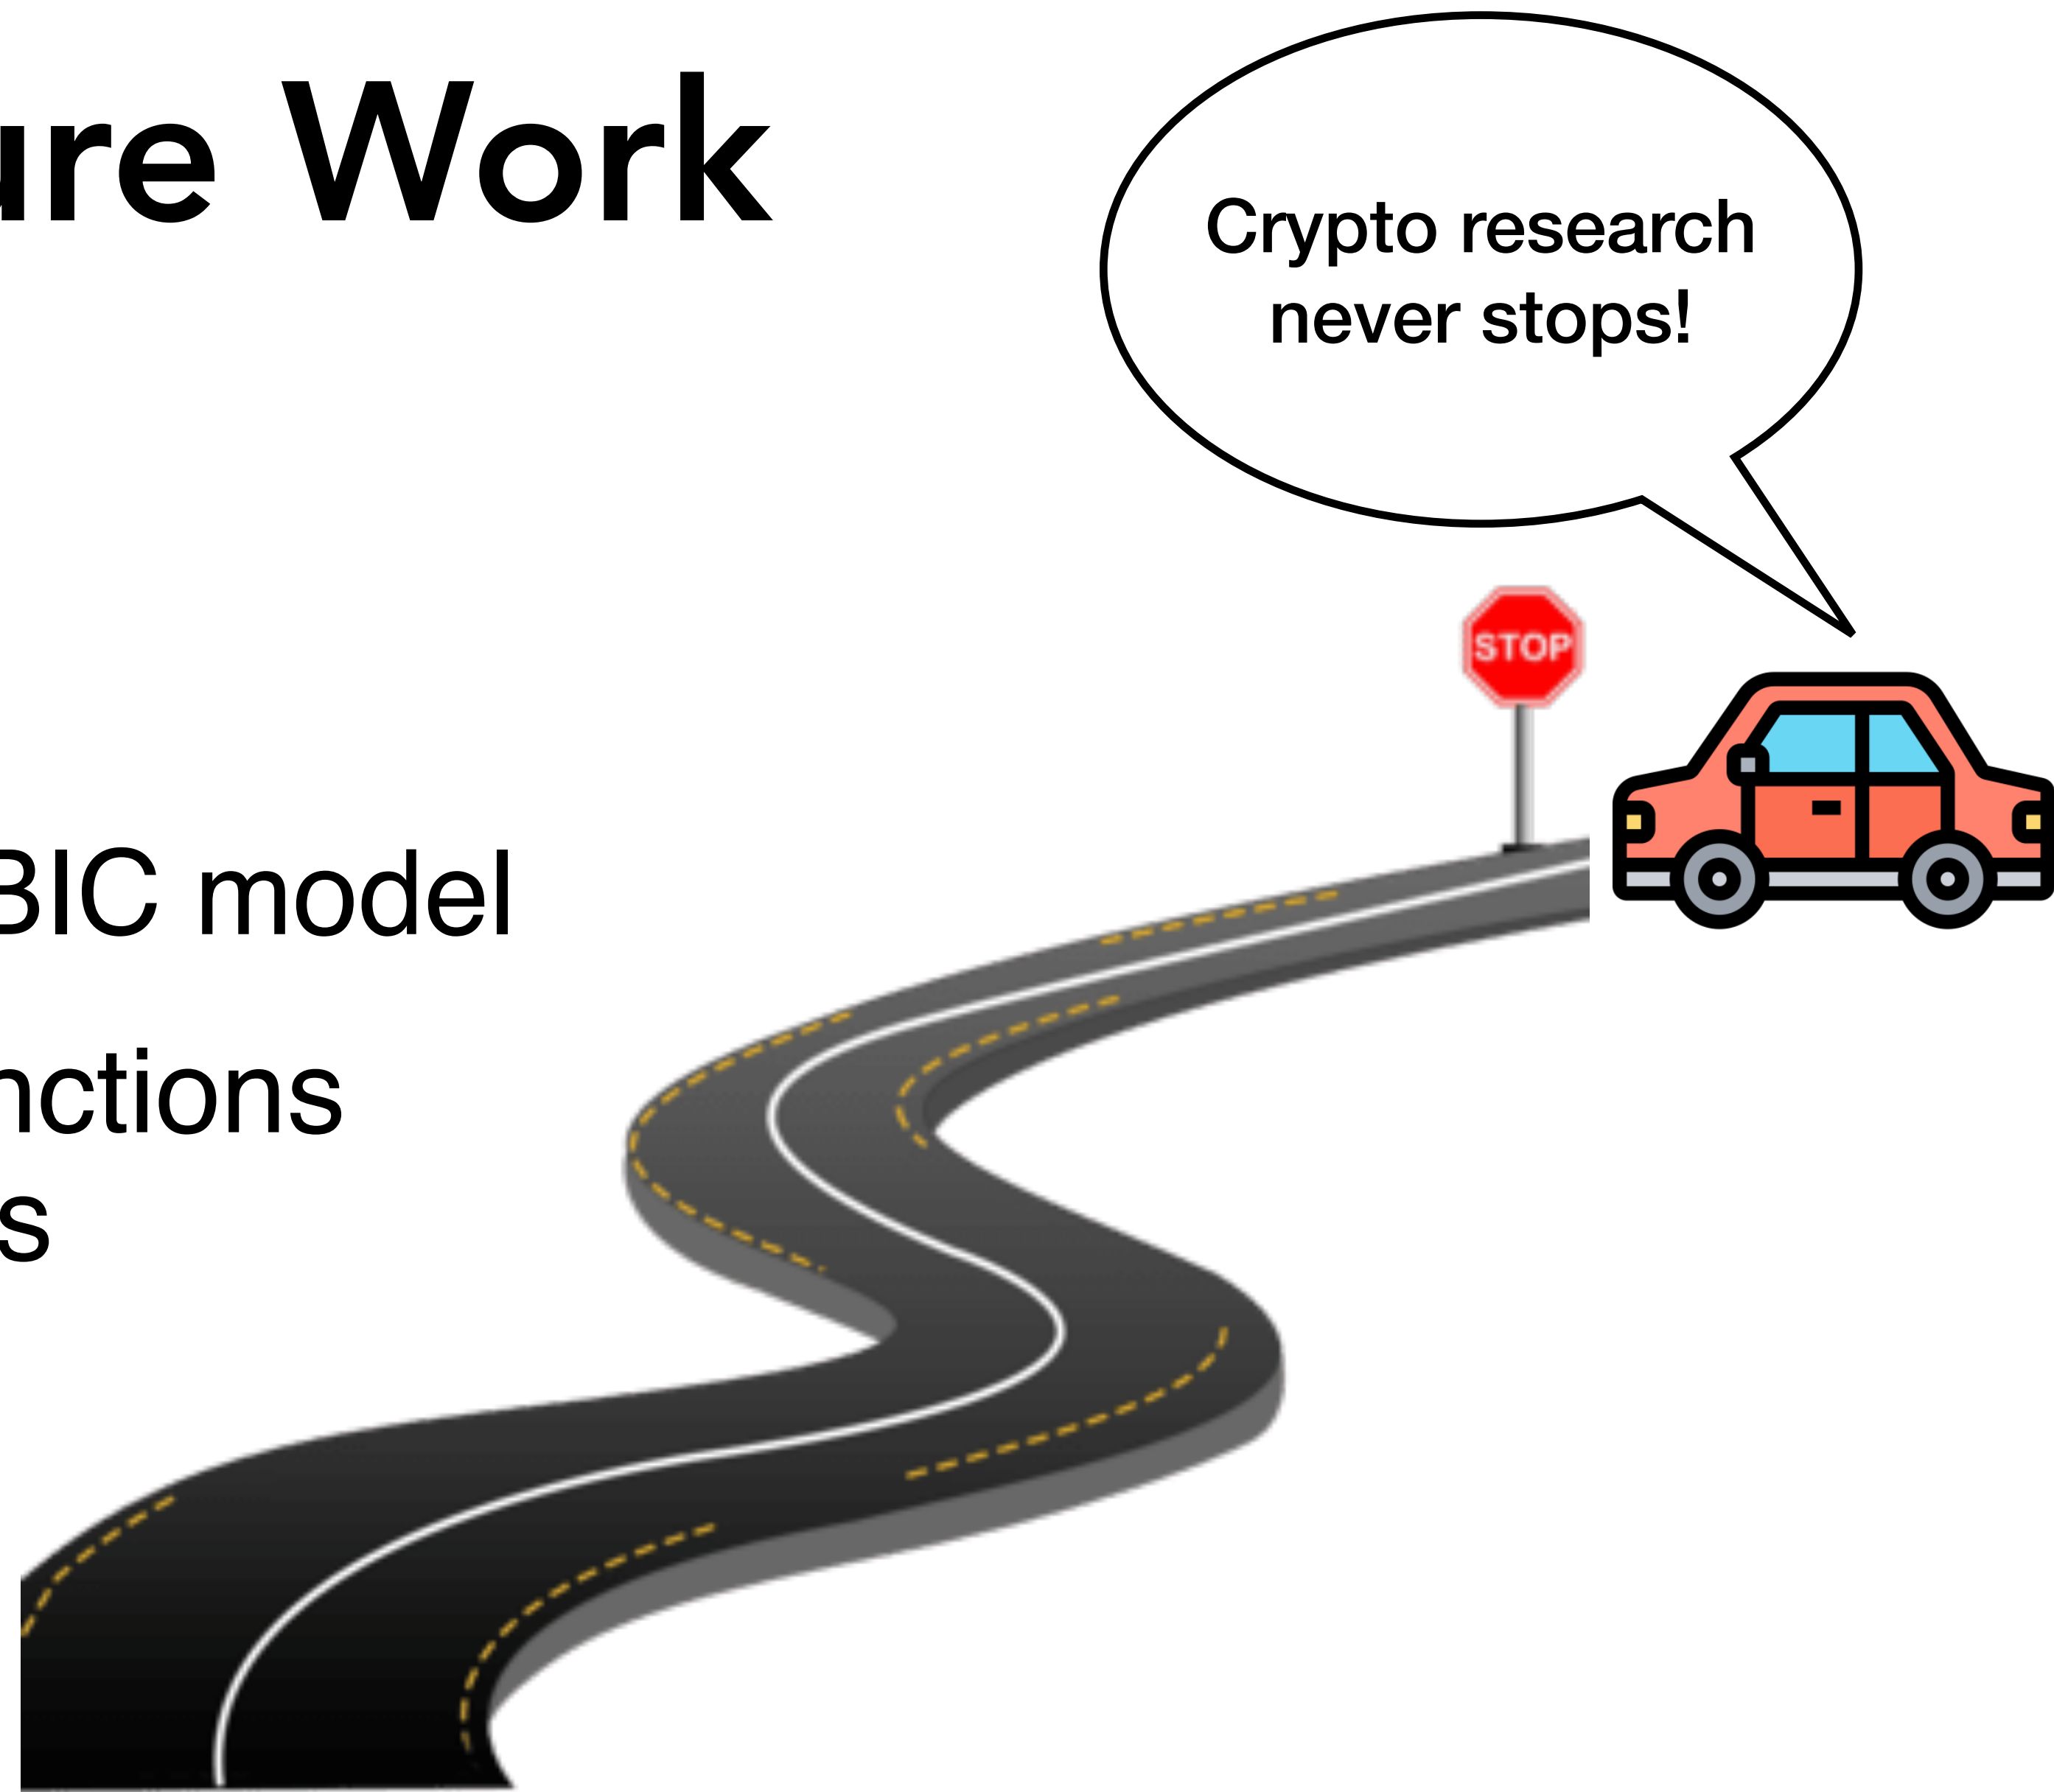 ure Work
Crypto research
never stops!
STOP
BIC model
nctions
s